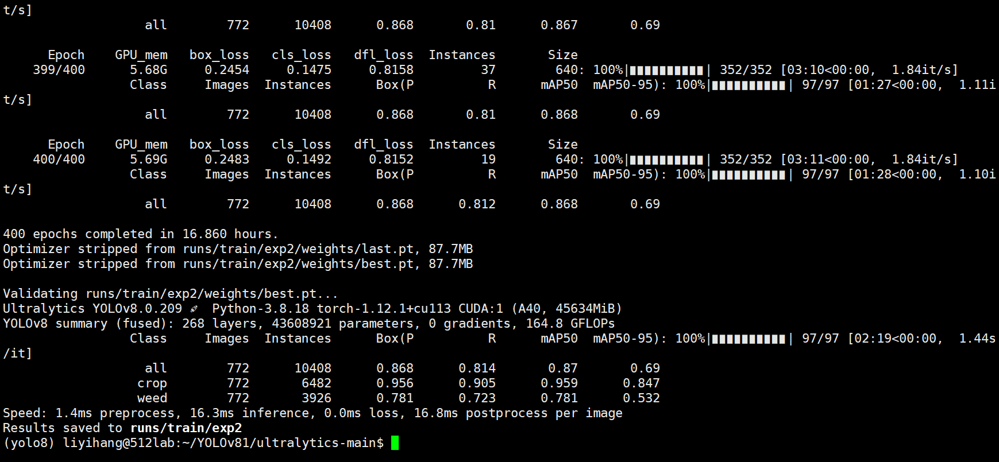 t/s]
all 772 10408 0.868 0.81 0.867 0.69
Epoch GPU_mem box_loss cls_loss dfl_loss Instances Size
399/400 5.68G 0.2454 0.1475 0.8158 37 640: 100%|██████████| 352/352 [03:10<00:00, 1.84it/s]
Class Images Instances Box(P R mAP50 mAP50-95): 100%|██████████| 97/97 [01:27<00:00, 1.11i
t/s]
all 772 10408 0.868 0.81 0.868 0.69
Epoch GPU_mem box_loss cls_loss dfl_loss Instances Size
400/400 5.69G 0.2483 0.1492 0.8152 19 640: 100%|██████████| 352/352 [03:11<00:00, 1.84it/s]
Class Images Instances Box(P R mAP50 mAP50-95): 100%|██████████| 97/97 [01:28<00:00, 1.10i
t/s]
all 772 10408 0.868 0.812 0.868 0.69
400 epochs completed in 16.860 hours.
Optimizer stripped from runs/train/exp2/weights/last.pt, 87.7MB
Optimizer stripped from runs/train/exp2/weights/best.pt, 87.7MB
Validating runs/train/exp2/weights/best.pt...
Ultralytics YOLOv8.0.209 🚀 Python-3.8.18 torch-1.12.1+cu113 CUDA:1 (A40, 45634MiB)
YOLOv8 summary (fused): 268 layers, 43608921 parameters, 0 gradients, 164.8 GFLOPs
Class Images Instances Box(P R mAP50 mAP50-95): 100%|██████████| 97/97 [02:19<00:00, 1.44s
/it]
all 772 10408 0.868 0.814 0.87 0.69
crop 772 6482 0.956 0.905 0.959 0.847
weed 772 3926 0.781 0.723 0.781 0.532
Speed: 1.4ms preprocess, 16.3ms inference, 0.0ms loss, 16.8ms postprocess per image
Results saved to runs/train/exp2
(yolo8) liyihang@512lab:~/YOLOv81/ultralytics-main$